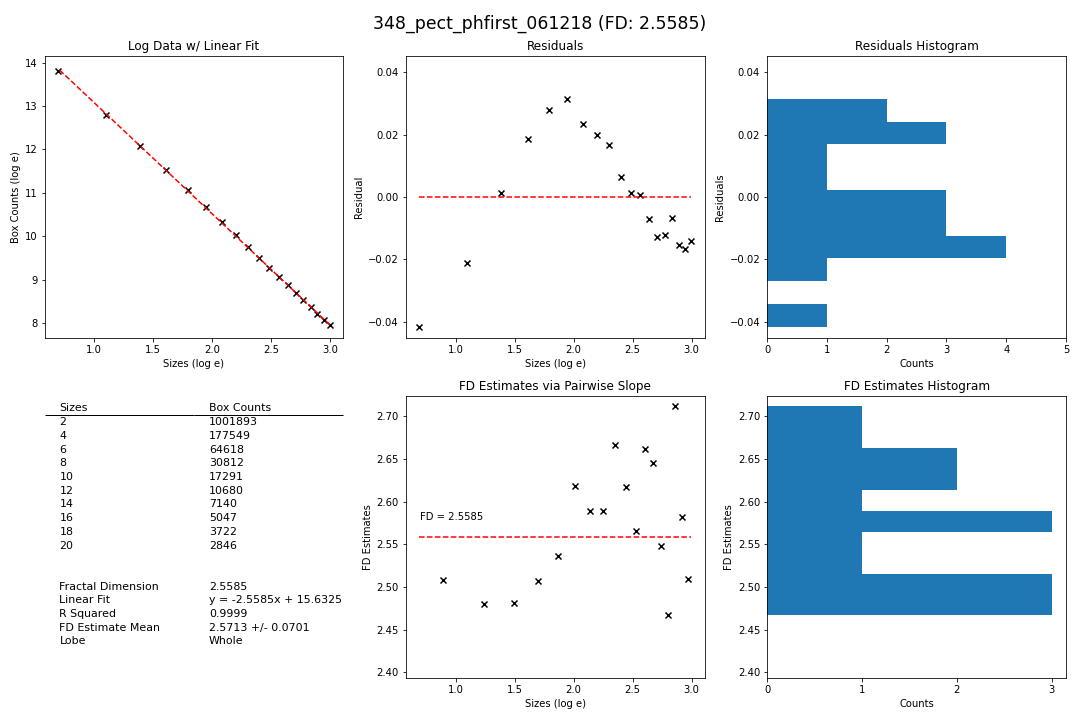 348_pect_phfirst_061218 (FD: 2.5585)
Log Data w/ Linear Fit
Box Counts (log e)
14
13
12
11
10
9
8
1.0 1.5 2.0 2.5 3.0
Sizes (log e)
Residuals
Residual
0.04
0.02
0.00
−0.02
−0.04
1.0 1.5 2.0 2.5 3.0
Sizes (log e)
Residuals Histogram
Residuals
0.04
0.02
0.00
−0.02
−0.04
0 1 2 3 4 5
Counts
Sizes Box Counts
2 1001893
4 177549
6 64618
8 30812
10 17291
12 10680
14 7140
16 5047
18 3722
20 2846
Fractal Dimension 2.5585
Linear Fit y = -2.5585x + 15.6325
R Squared 0.9999
FD Estimate Mean 2.5713 +/- 0.0701
Lobe Whole
FD Estimates via Pairwise Slope
FD Estimates
2.70
2.65
2.60
2.55
2.50
2.45
2.40
FD = 2.5585
1.0 1.5 2.0 2.5 3.0
Sizes (log e)
FD Estimates Histogram
FD Estimates
2.70
2.65
2.60
2.55
2.50
2.45
2.40
0 1 2 3
Counts